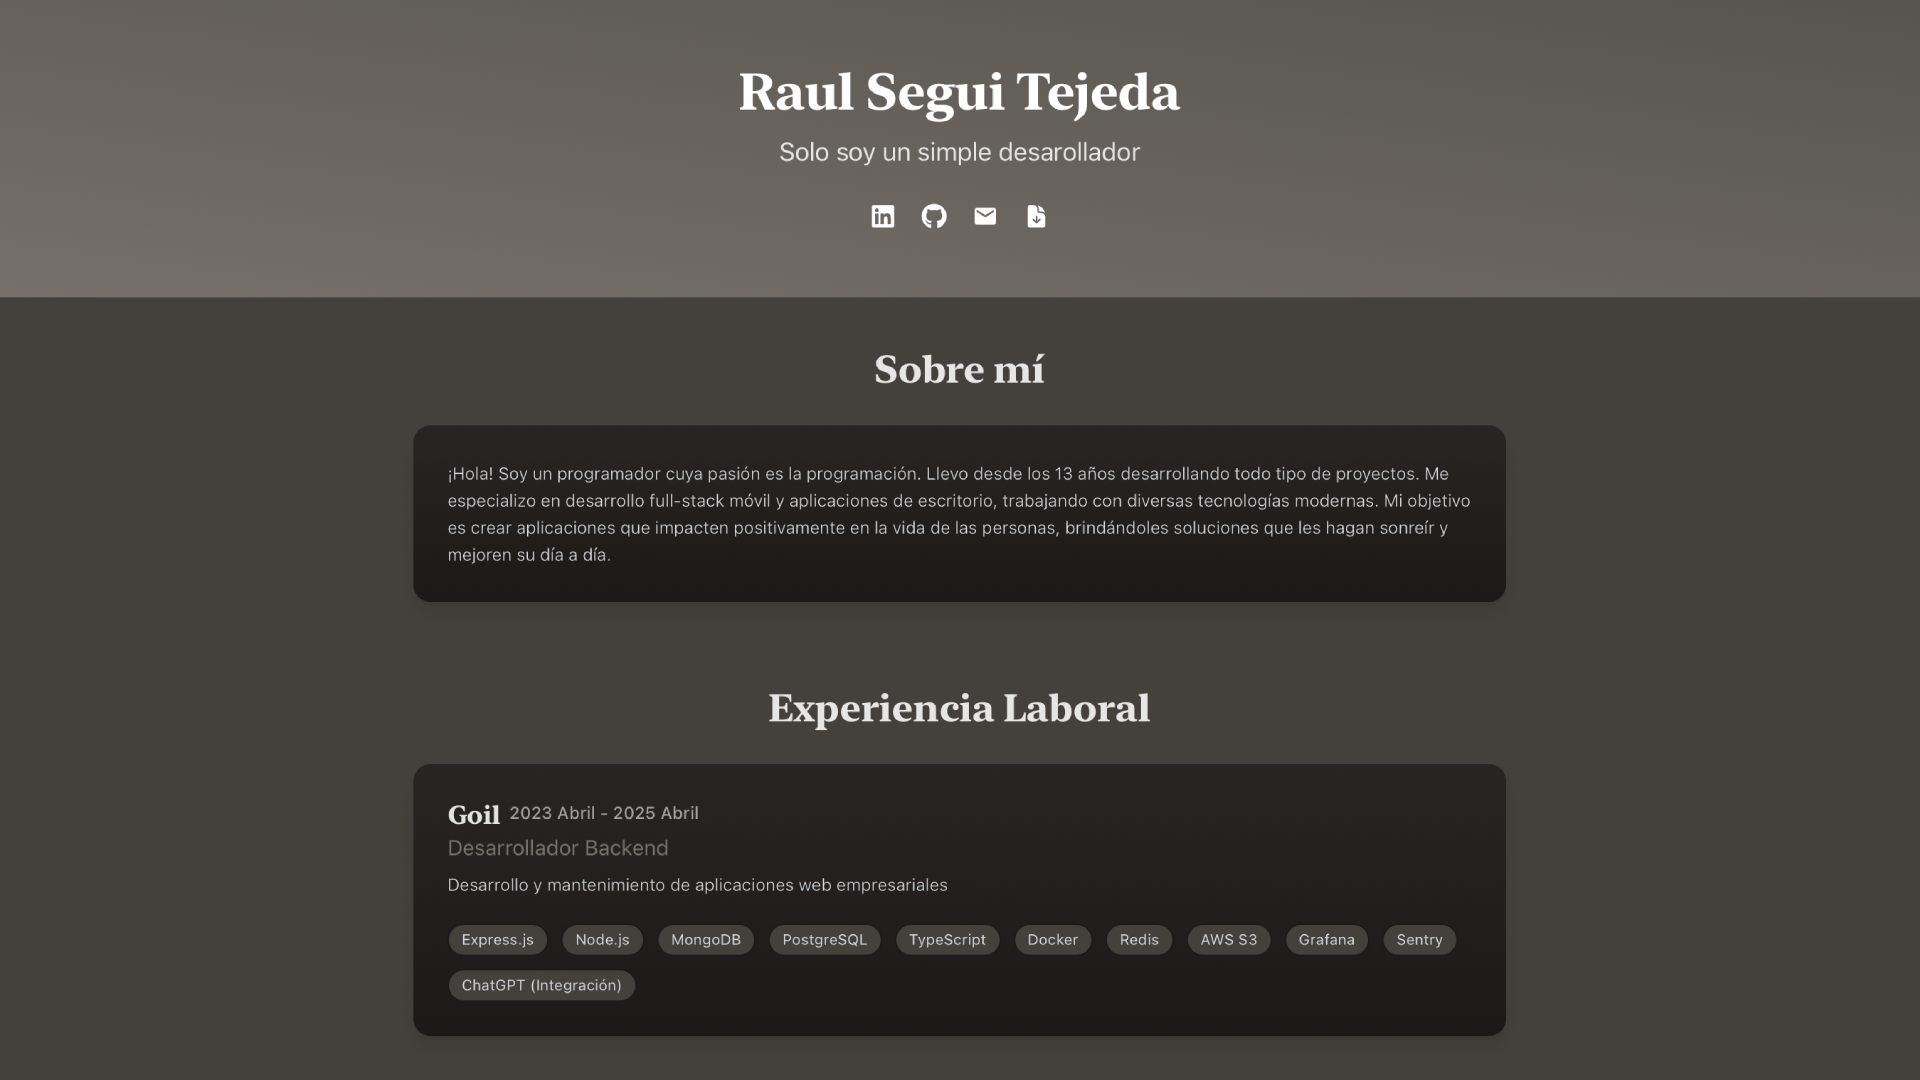 Raul Segui Tejeda
Solo soy un simple desarollador
Sobre mí
¡Hola! Soy un programador cuya pasión es la programación. Llevo desde los 13 años desarrollando todo tipo de proyectos. Me
especializo en desarrollo full-stack móvil y aplicaciones de escritorio, trabajando con diversas tecnologías modernas. Mi objetivo
es crear aplicaciones que impacten positivamente en la vida de las personas, brindándoles soluciones que les hagan sonreír y
mejoren su día a día.
Experiencia Laboral
Goil 2023 Abril - 2025 Abril
Desarrollador Backend
Desarrollo y mantenimiento de aplicaciones web empresariales
Express.js Node.js MongoDB PostgreSQL TypeScript Docker Redis AWS S3 Grafana Sentry
ChatGPT (Integración)